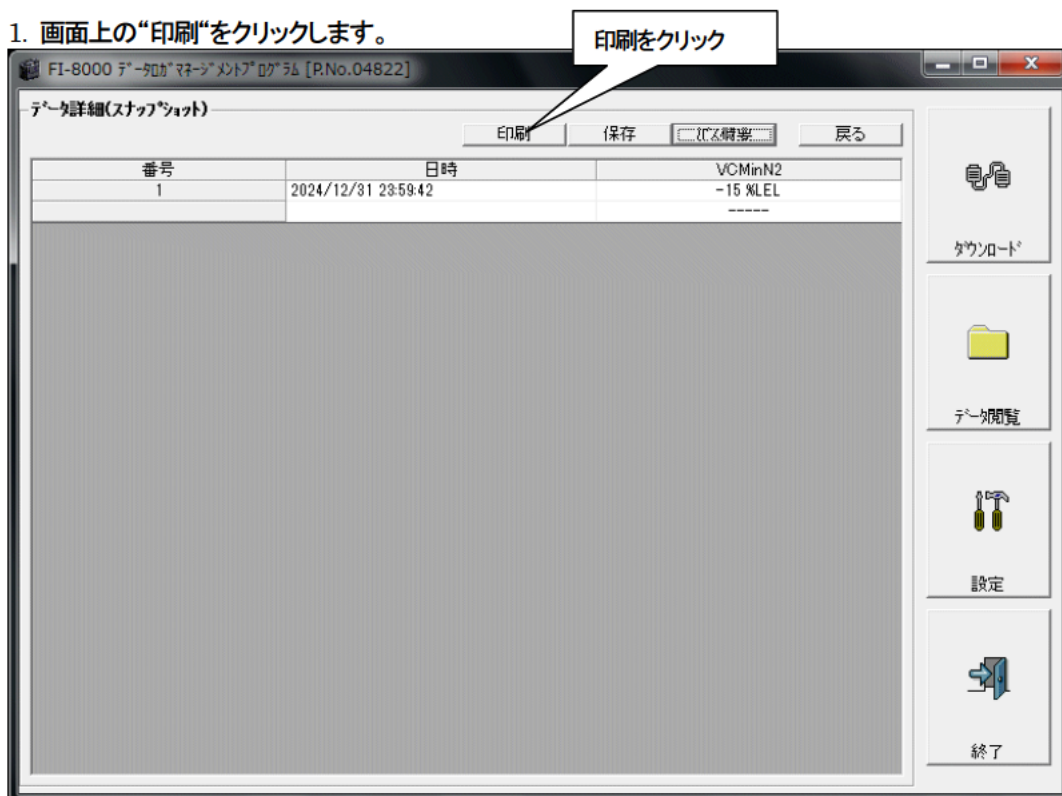 1. 画面上の“印刷“をクリックします。
印刷をクリック
FI-8000 ﾃﾞｰﾀﾛｶﾞﾏﾈｰｼﾞﾒﾝﾄﾌﾟﾛｸﾞﾗﾑ [P.No.04822]
ﾃﾞｰﾀ詳細(ｽﾅｯﾌﾟｼｮｯﾄ)
印刷 保存 戻る
番号 日時 VCMinN2
1 2024/12/31 23:59:42 -15 %LEL
-----
ﾀﾞｳﾝﾛｰﾄﾞ
ﾃﾞｰﾀ閲覧
設定
終了